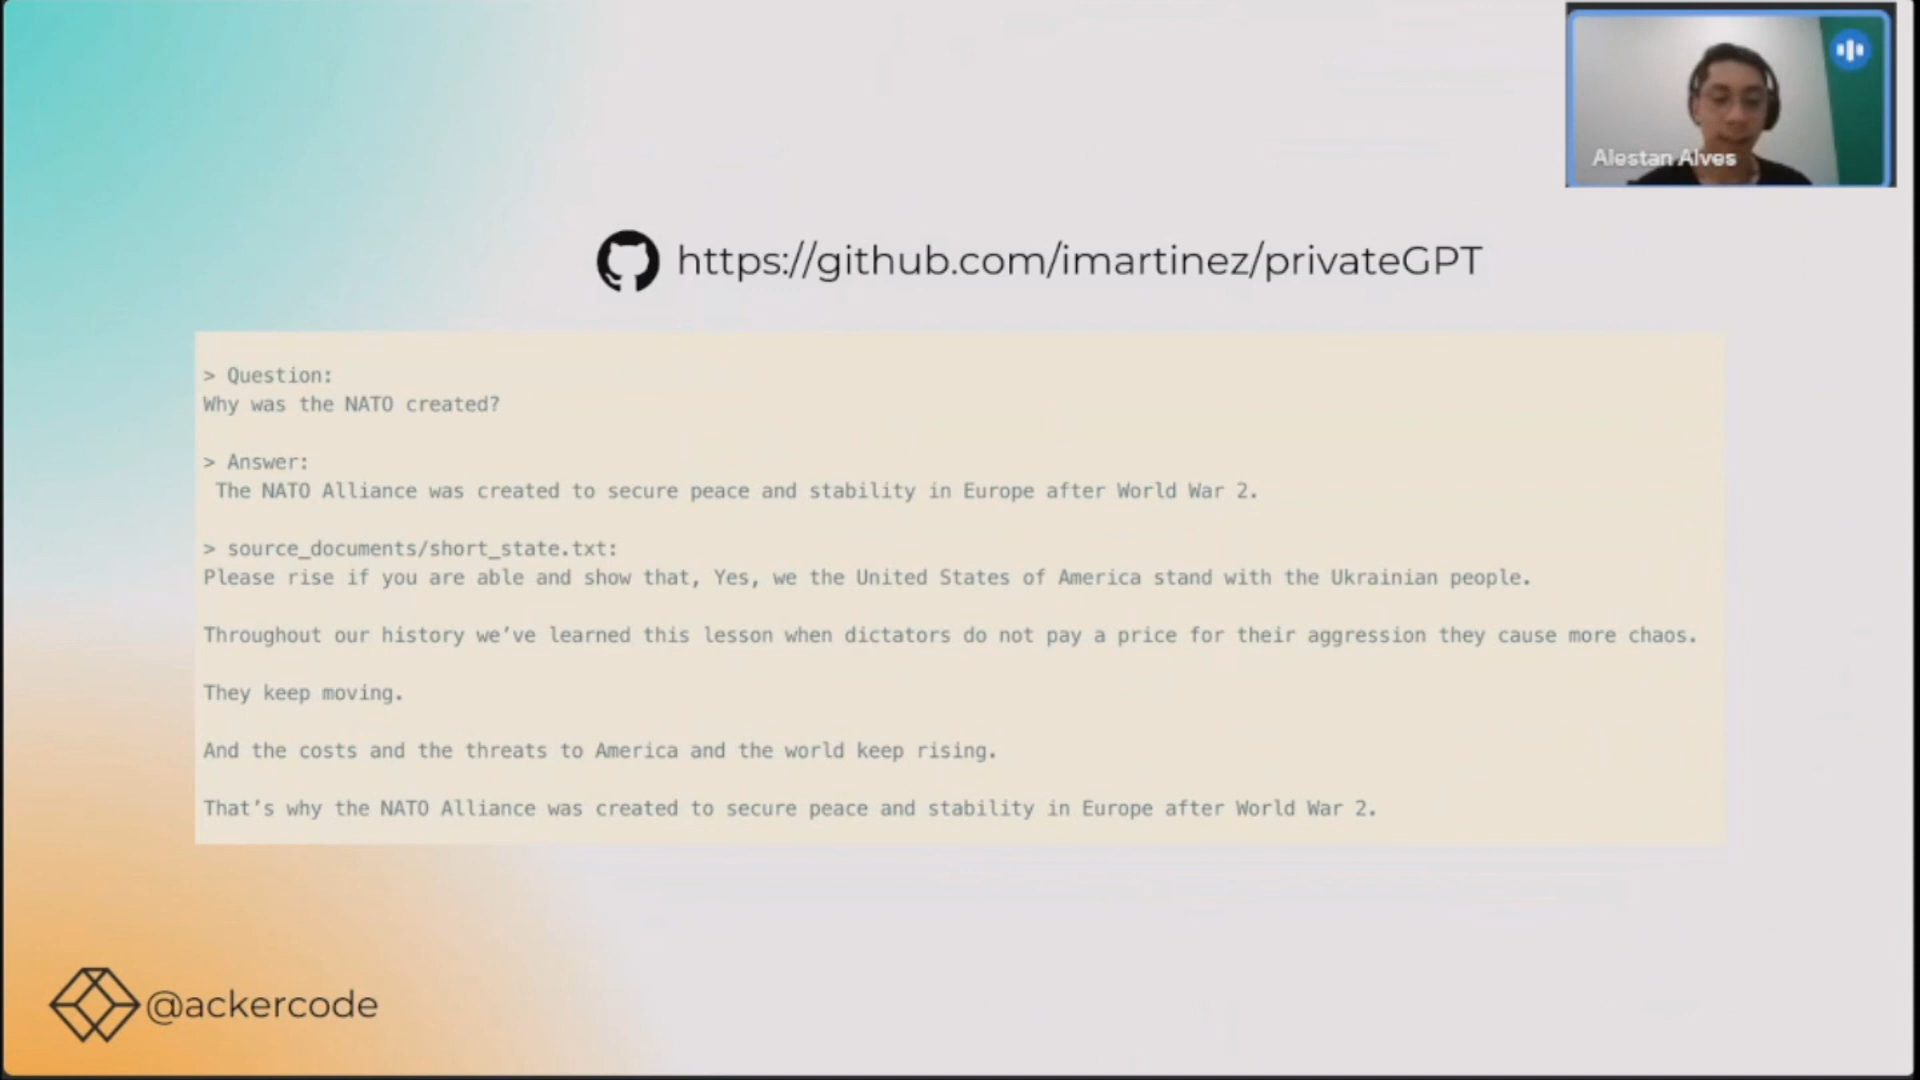 Alestan Alves
https://github.com/imartinez/privateGPT
> Question:
Why was the NATO created?
> Answer:
The NATO Alliance was created to secure peace and stability in Europe after World War 2.
> source_documents/short_state.txt:
Please rise if you are able and show that, Yes, we the United States of America stand with the Ukrainian people.
Throughout our history we’ve learned this lesson when dictators do not pay a price for their aggression they cause more chaos.
They keep moving.
And the costs and the threats to America and the world keep rising.
That’s why the NATO Alliance was created to secure peace and stability in Europe after World War 2.
@ackercode